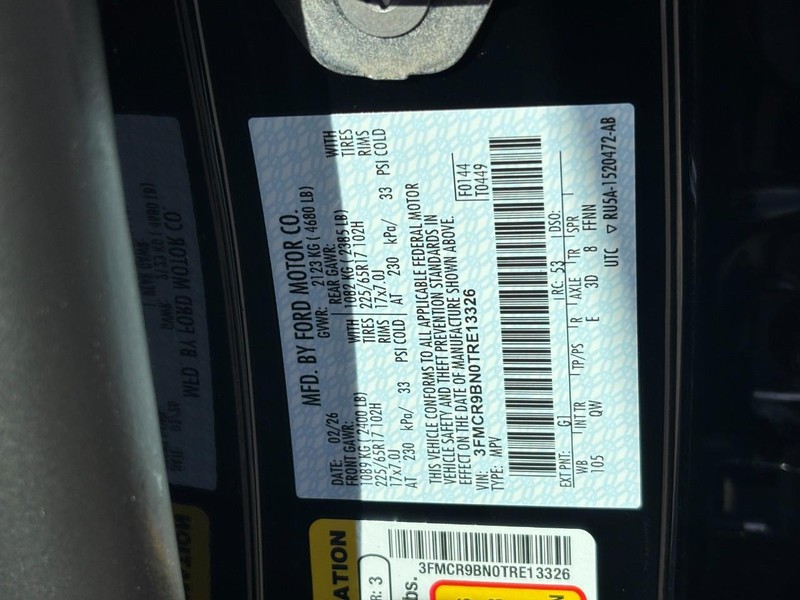 MFD. BY FORD MOTOR CO.
DATE: 02/26 GVWR: 2123 KG ( 4680 LB)
FRONT GAWR: REAR GAWR:
1089 KG ( 2400 LB) WITH 1082 KG ( 2385 LB) WITH
225/65R17 102H TIRES 225/65R17 102H TIRES
17x7.0J RIMS 17x7.0J RIMS
AT 230 kPa/ 33 PSI COLD AT 230 kPa/ 33 PSI COLD
THIS VEHICLE CONFORMS TO ALL APPLICABLE FEDERAL MOTOR
VEHICLE SAFETY AND THEFT PREVENTION STANDARDS IN
EFFECT ON THE DATE OF MANUFACTURE SHOWN ABOVE.
VIN: 3FMCR9BN0TRE13326
TYPE: MPV
F0144
T0449
EXT PNT: G1 RC: 53 DSO:
WB INT TR TP/PS R AXLE TR SPR
105 QW E 3D 8 FFNN
UTC ▽ RU5A-1520472-AB
ATION
R: 3
bs.
3FMCR9BN0TRE13326